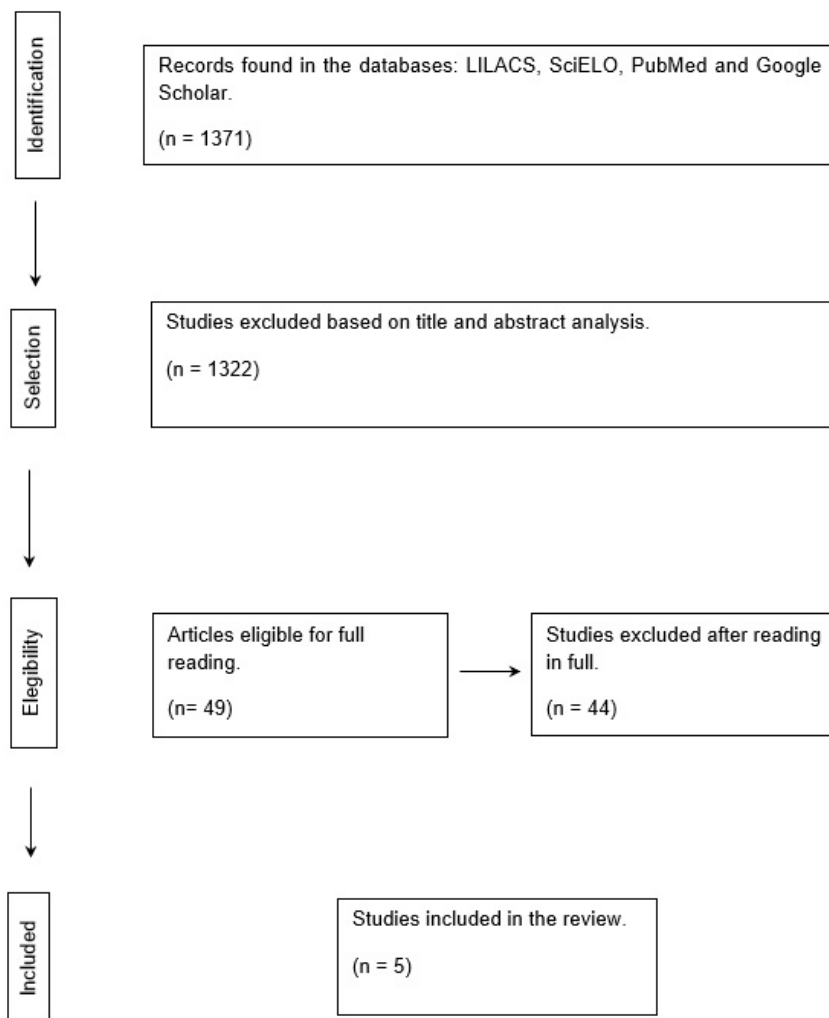 Identification
Records found in the databases: LILACS, SciELO, PubMed and Google
Scholar.
(n = 1371)
Selection
Studies excluded based on title and abstract analysis.
(n = 1322)
Elegibility
Articles eligible for full
reading.
(n= 49)
Studies excluded after reading
in full.
(n = 44)
Included
Studies included in the review.
(n = 5)